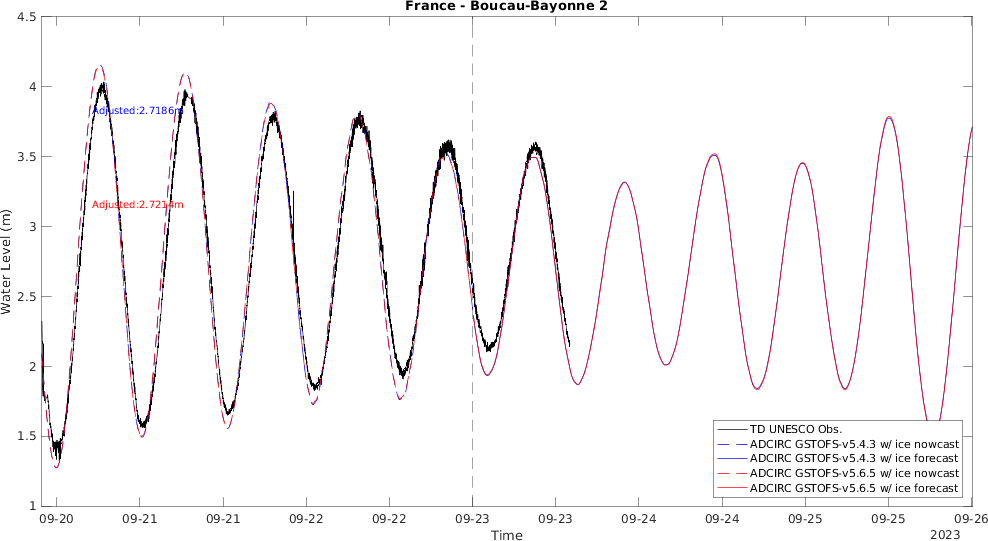 France - Boucau-Bayonne 2
4.5
4
3.5
3
2.5
2
1.5
1
Water Level (m)
Adjusted:2.7186m
Adjusted:2.7214m
TD UNESCO Obs.
ADCIRC GSTOFS-v5.4.3 w/ ice nowcast
ADCIRC GSTOFS-v5.4.3 w/ ice forecast
ADCIRC GSTOFS-v5.6.5 w/ ice nowcast
ADCIRC GSTOFS-v5.6.5 w/ ice forecast
09-20 09-21 09-21 09-22 09-22 09-23 09-23 09-24 09-24 09-25 09-25 09-26
Time
2023